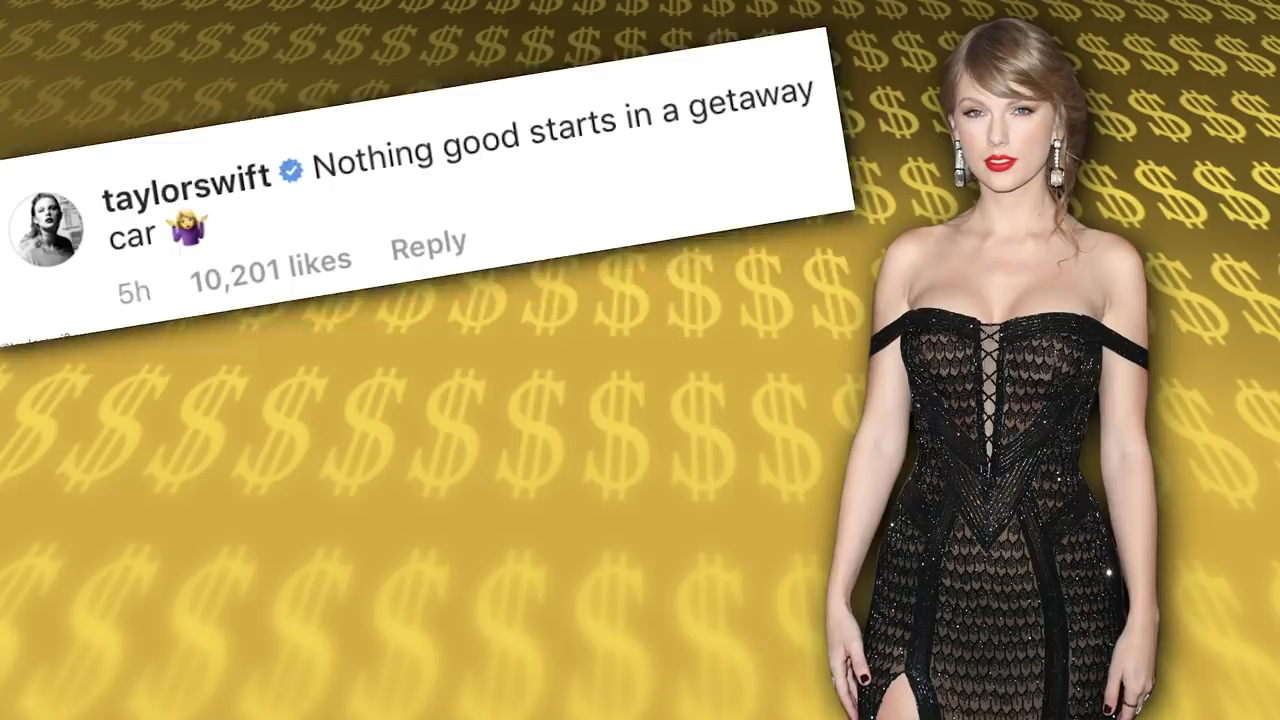 taylorswift Nothing good starts in a getaway
car 🤷‍♀️
5h 10,201 likes Reply